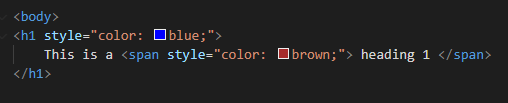 <body>
<h1 style="color: blue;">
This is a <span style="color: brown;"> heading 1 </span>
</h1>